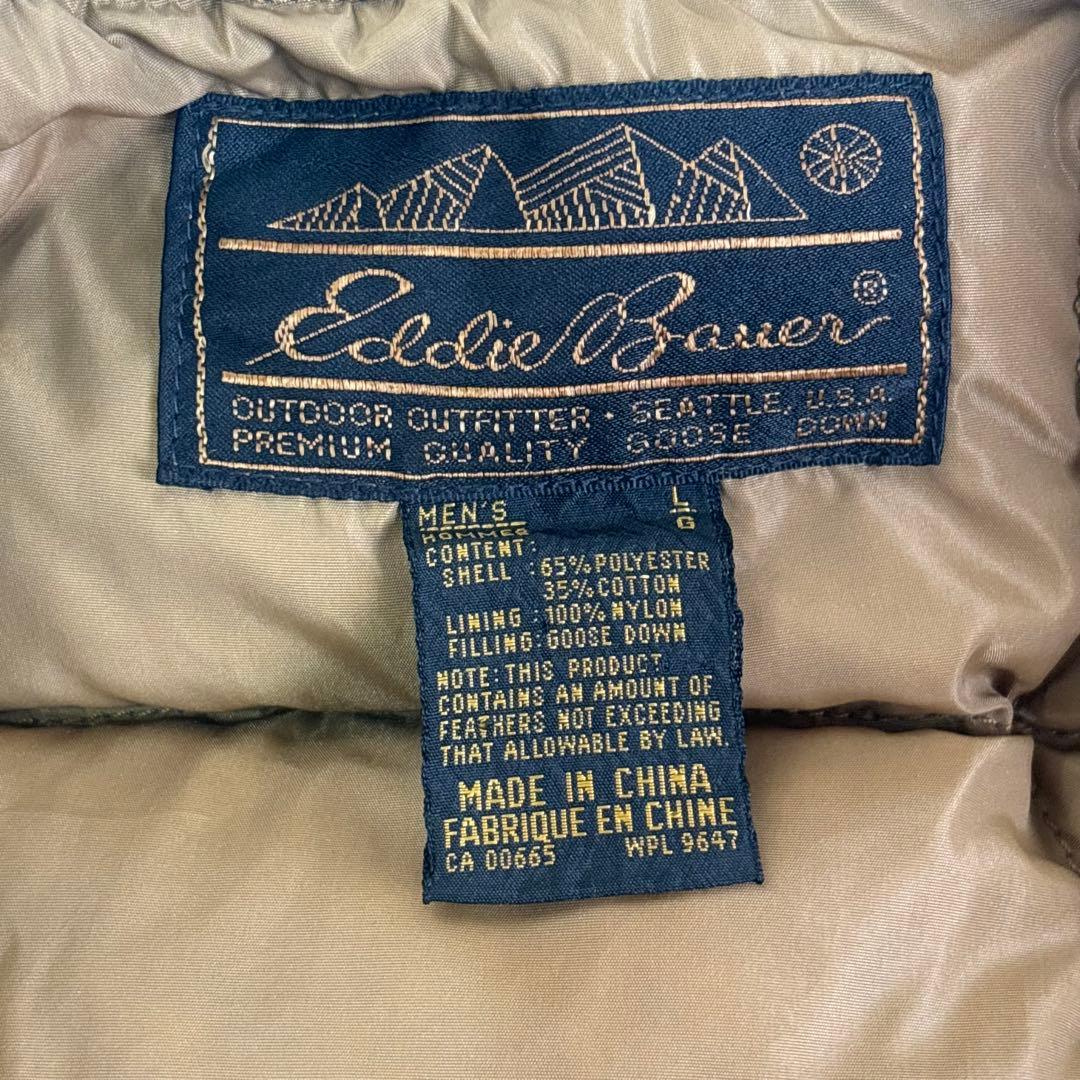 Eddie Bauer ®
OUTDOOR OUTFITTER • SEATTLE, U.S.A.
PREMIUM QUALITY GOOSE DOWN
MEN'S L
HOMMES G
CONTENT:
SHELL : 65% POLYESTER
35% COTTON
LINING : 100% NYLON
FILLING: GOOSE DOWN
NOTE: THIS PRODUCT
CONTAINS AN AMOUNT OF
FEATHERS NOT EXCEEDING
THAT ALLOWABLE BY LAW.
MADE IN CHINA
FABRIQUE EN CHINE
CA 00665 WPL 9647